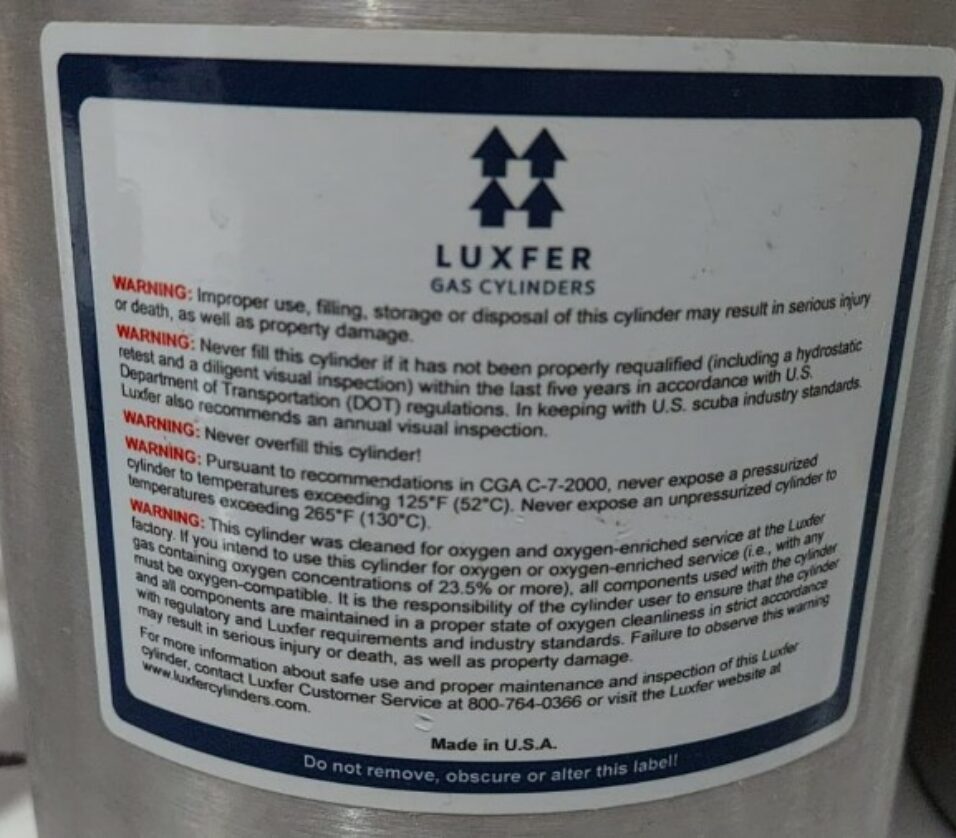 LUXFER
GAS CYLINDERS
WARNING: Improper use, filling, storage or disposal of this cylinder may result in serious injury
or death, as well as property damage.
WARNING: Never fill this cylinder if it has not been properly requalified (including a hydrostatic
retest and a diligent visual inspection) within the last five years in accordance with U.S.
Department of Transportation (DOT) regulations. In keeping with U.S. scuba industry standards.
Luxfer also recommends an annual visual inspection.
WARNING: Never overfill this cylinder!
WARNING: Pursuant to recommendations in CGA C-7-2000, never expose a pressurized
cylinder to temperatures exceeding 125°F (52°C). Never expose an unpressurized cylinder to
temperatures exceeding 265°F (130°C).
WARNING: This cylinder was cleaned for oxygen and oxygen-enriched service at the Luxfer
factory. If you intend to use this cylinder for oxygen or oxygen-enriched service (i.e., with any
gas containing oxygen concentrations of 23.5% or more), all components used with the cylinder
must be oxygen-compatible. It is the responsibility of the cylinder user to ensure that the cylinder
and all components are maintained in a proper state of oxygen cleanliness in strict accordance
with regulatory and Luxfer requirements and industry standards. Failure to observe this warning
may result in serious injury or death, as well as property damage.
For more information about safe use and proper maintenance and inspection of this Luxfer
cylinder, contact Luxfer Customer Service at 800-764-0366 or visit the Luxfer website at
www.luxfercylinders.com.
Made in U.S.A.
Do not remove, obscure or alter this label!